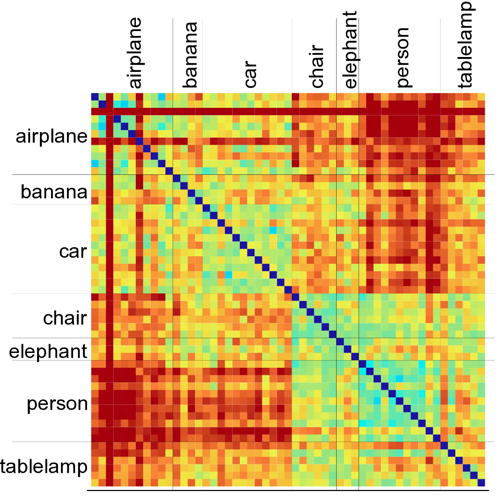 airplane
banana
car
chair
elephant
person
tablelamp
airplane
banana
car
chair
elephant
person
tablelamp